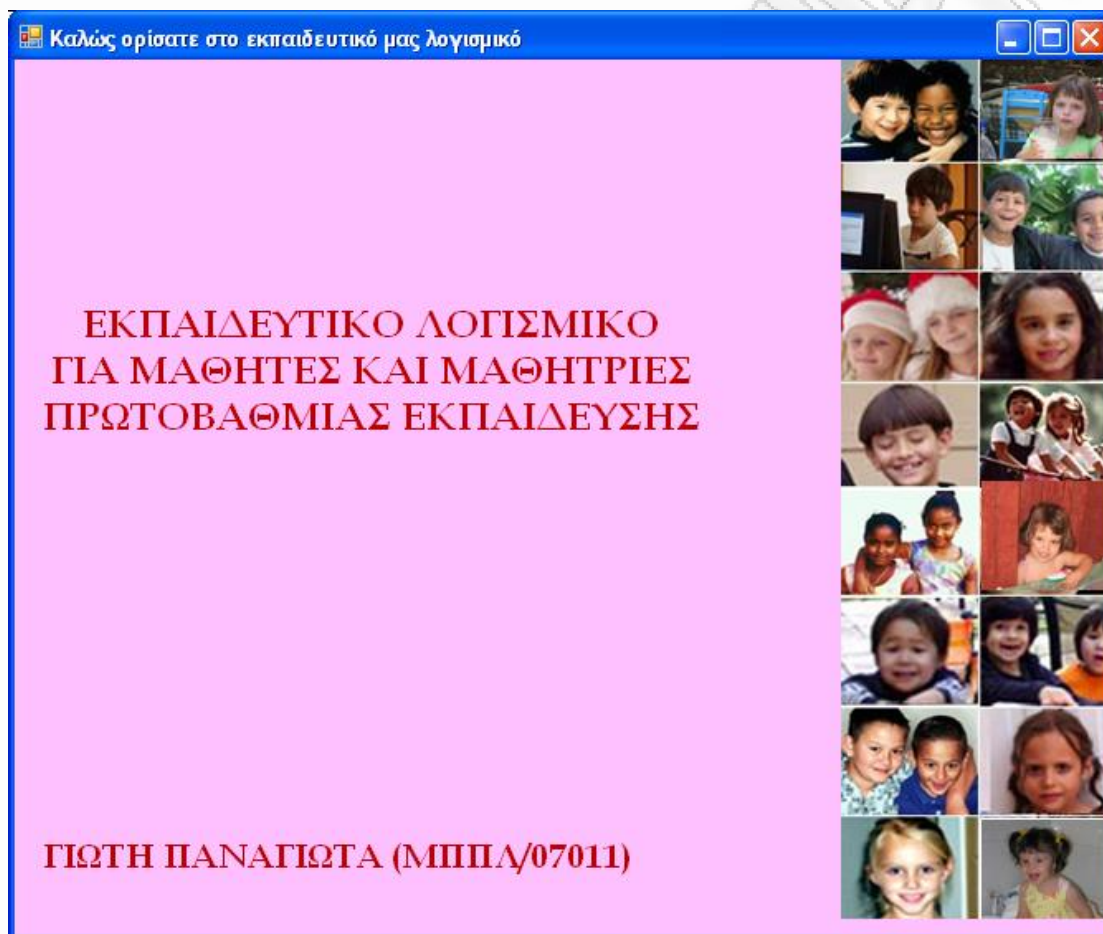 Καλώς ορίσατε στο εκπαιδευτικό μας λογισμικό
ΕΚΠΑΙΔΕΥΤΙΚΟ ΛΟΓΙΣΜΙΚΟ
ΓΙΑ ΜΑΘΗΤΕΣ ΚΑΙ ΜΑΘΗΤΡΙΕΣ
ΠΡΩΤΟΒΑΘΜΙΑΣ ΕΚΠΑΙΔΕΥΣΗΣ
ΓΙΩΤΗ ΠΑΝΑΓΙΩΤΑ (ΜΠΠΛ/07011)